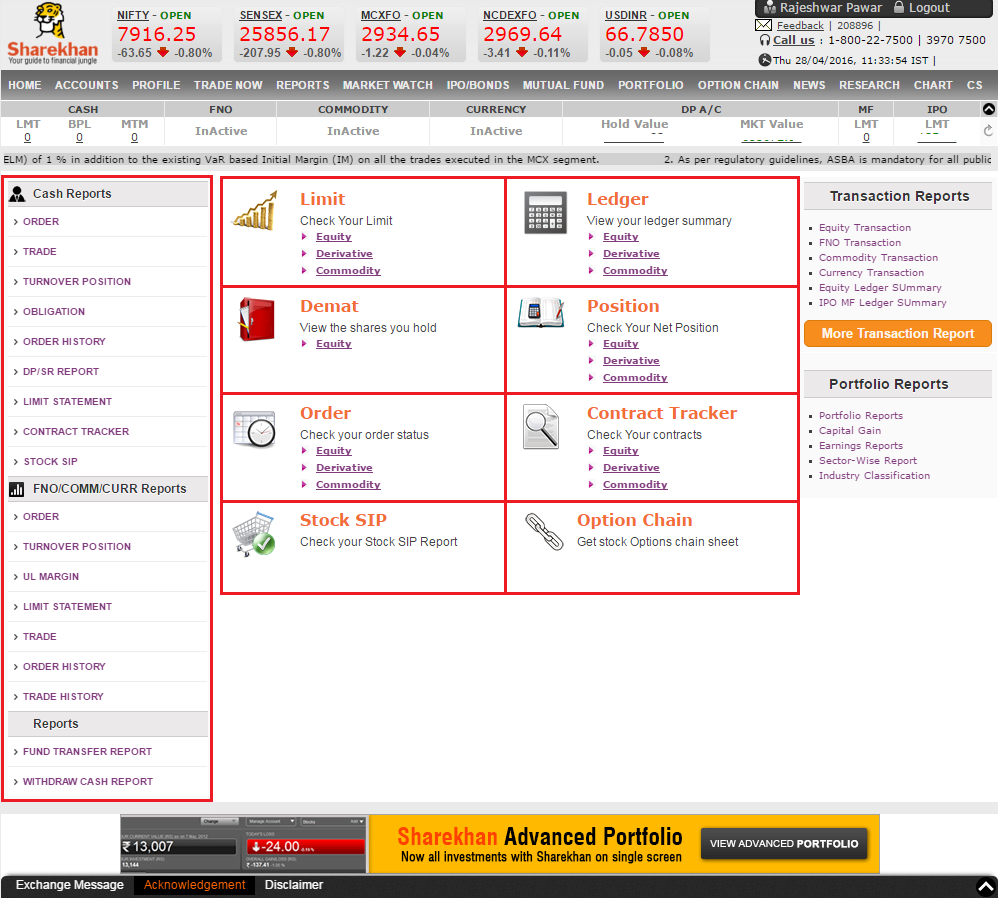 Sharekhan
Your guide to financial jungle
NIFTY - OPEN
7916.25
-63.65 -0.80%
SENSEX - OPEN
25856.17
-207.95 -0.80%
MCXFO - OPEN
2934.65
-1.22 -0.04%
NCDEXFO - OPEN
2969.64
-3.41 -0.11%
USDINR - OPEN
66.7850
-0.05 -0.08%
Rajeshwar Pawar Logout
Feedback | 208896 |
Call us : 1-800-22-7500 | 3970 7500
Thu 28/04/2016, 11:33:54 IST |
HOME ACCOUNTS PROFILE TRADE NOW REPORTS MARKET WATCH IPO/BONDS MUTUAL FUND PORTFOLIO OPTION CHAIN NEWS RESEARCH CHART CS
CASH FNO COMMODITY CURRENCY DP A/C MF IPO
LMT BPL MTM InActive InActive InActive Hold Value MKT Value LMT LMT
0 0 0 0
ELM) of 1 % in addition to the existing VaR based Initial Margin (IM) on all the trades executed in the MCX segment. 2. As per regulatory guidelines, ASBA is mandatory for all public
Cash Reports
ORDER
TRADE
TURNOVER POSITION
OBLIGATION
ORDER HISTORY
DP/SR REPORT
LIMIT STATEMENT
CONTRACT TRACKER
STOCK SIP
FNO/COMM/CURR Reports
ORDER
TURNOVER POSITION
UL MARGIN
LIMIT STATEMENT
TRADE
ORDER HISTORY
TRADE HISTORY
Reports
FUND TRANSFER REPORT
WITHDRAW CASH REPORT
Limit
Check Your Limit
Equity
Derivative
Commodity
Ledger
View your ledger summary
Equity
Derivative
Commodity
Demat
View the shares you hold
Equity
Position
Check Your Net Position
Equity
Derivative
Commodity
Order
Check your order status
Equity
Derivative
Commodity
Contract Tracker
Check Your contracts
Equity
Derivative
Commodity
Stock SIP
Check your Stock SIP Report
Option Chain
Get stock Options chain sheet
Transaction Reports
Equity Transaction
FNO Transaction
Commodity Transaction
Currency Transaction
Equity Ledger SUmmary
IPO MF Ledger SUmmary
More Transaction Report
Portfolio Reports
Portfolio Reports
Capital Gain
Earnings Reports
Sector-Wise Report
Industry Classification
Change Manage Account Stocks Add
₹ 13,007
13,144
TODAY'S LOSS
-24.00
₹ -137.41
Sharekhan Advanced Portfolio
Now all investments with Sharekhan on single screen
VIEW ADVANCED PORTFOLIO
Exchange Message Acknowledgement Disclaimer